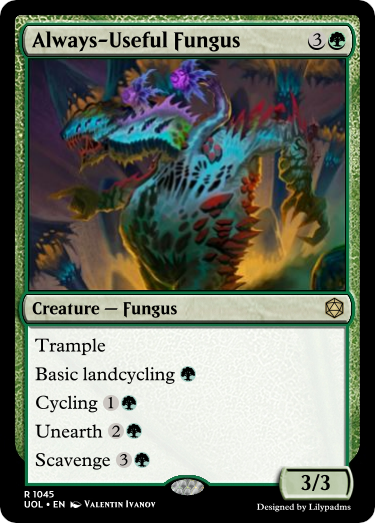 Always-Useful Fungus 3
Creature — Fungus
Trample
Basic landcycling
Cycling 1
Unearth 2
Scavenge 3
3/3
R 1045
UOL • EN Valentin Ivanov
Designed by Lilypadms